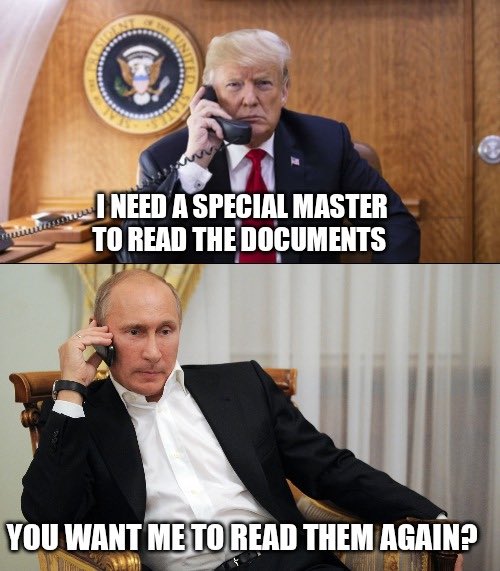 I NEED A SPECIAL MASTER
TO READ THE DOCUMENTS
YOU WANT ME TO READ THEM AGAIN?